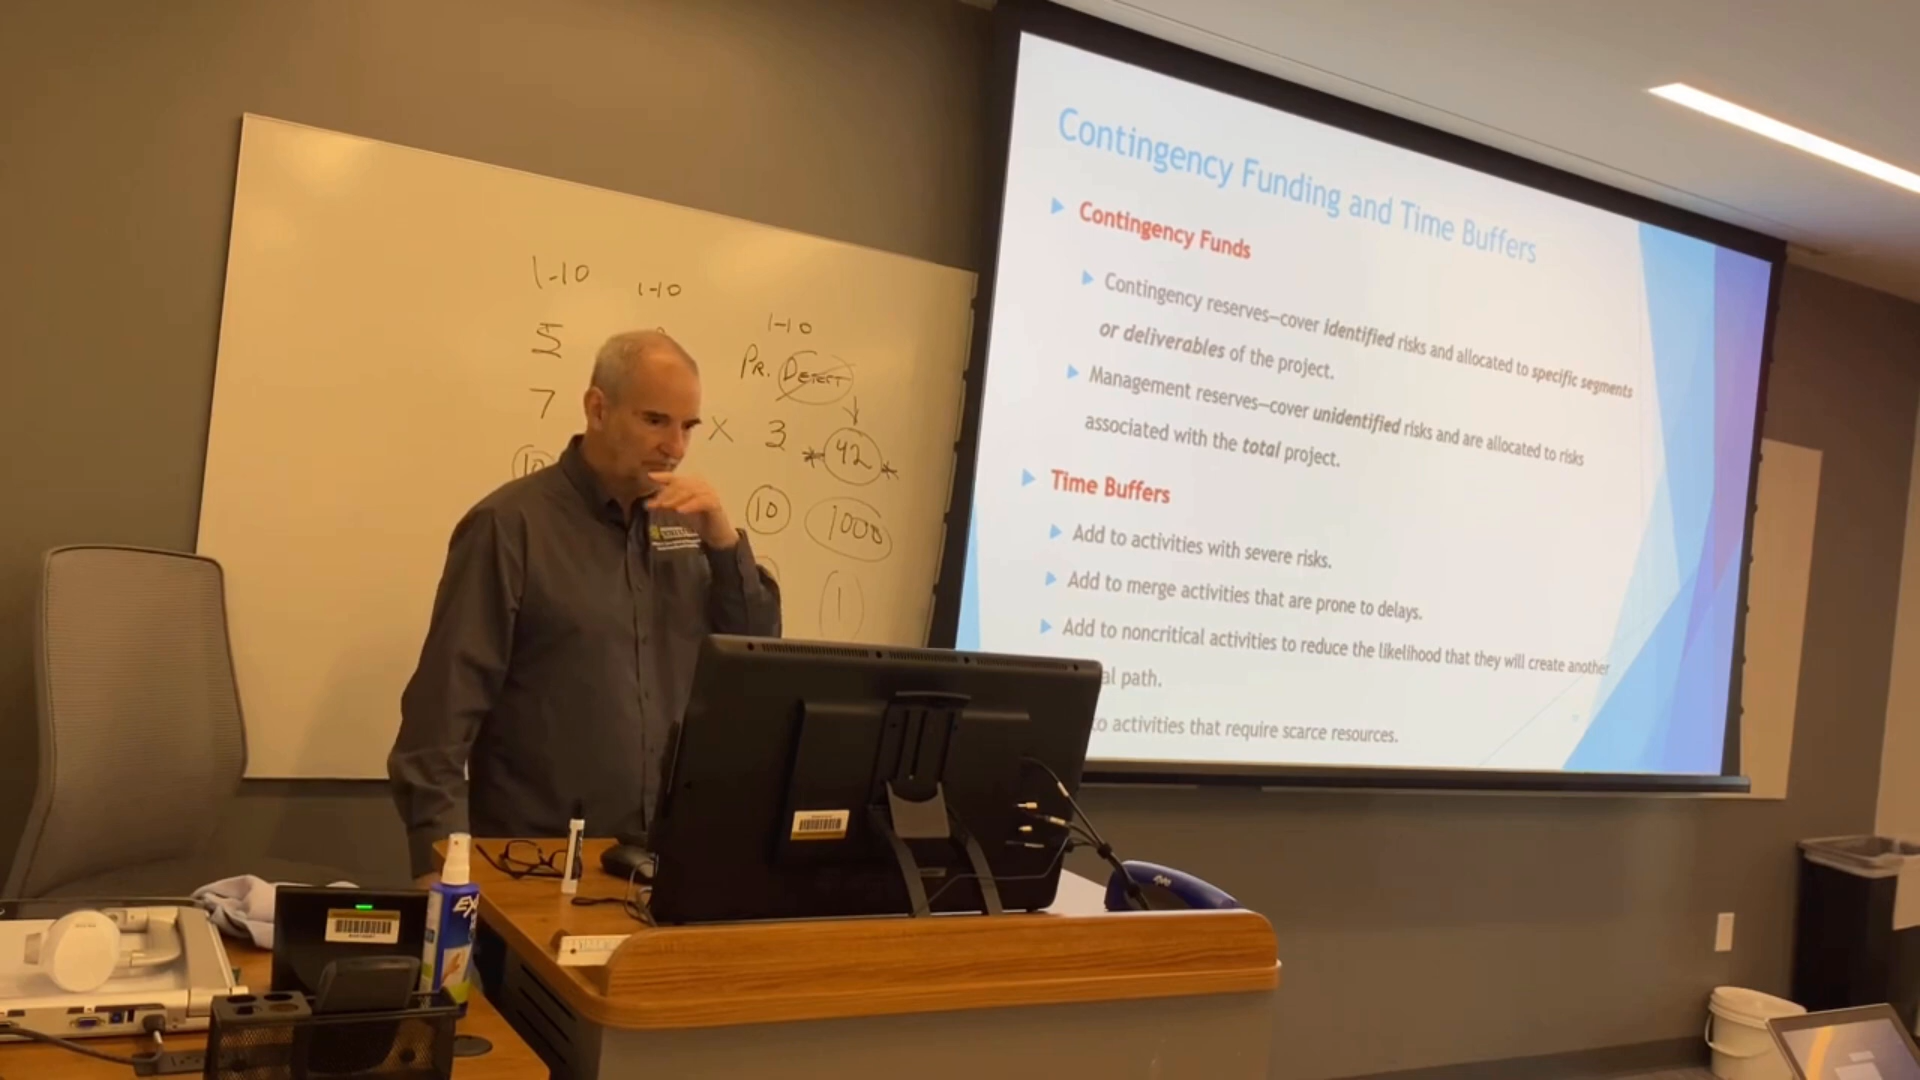 Contingency Funding and Time Buffers
Contingency Funds
Contingency reserves—cover identified risks and allocated to specific segments
or deliverables of the project.
Management reserves—cover unidentified risks and are allocated to risks
associated with the total project.
Time Buffers
Add to activities with severe risks.
Add to merge activities that are prone to delays.
Add to noncritical activities to reduce the likelihood that they will create another
path.
activities that require scarce resources.
1-10 1-10 1-10
5 PR. DETECT
7 X 3 *42*
10 10 1000
1